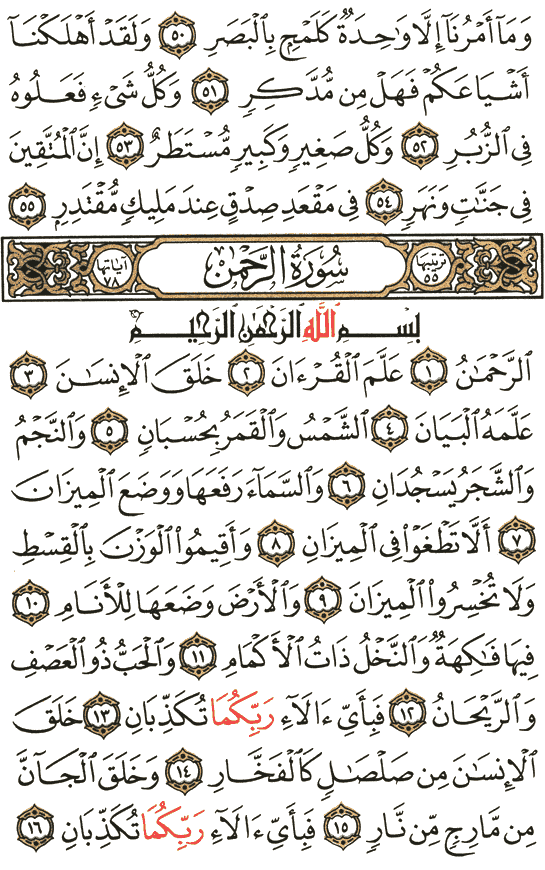 وَمَآ أَمۡرُنَآ إِلَّا وَٰحِدَةٞ كَلَمۡحِۭ بِٱلۡبَصَرِ ٥٠ وَلَقَدۡ أَهۡلَكۡنَآ
أَشۡيَاعَكُمۡ فَهَلۡ مِن مُّدَّكِرٖ ٥١ وَكُلُّ شَيۡءٖ فَعَلُوهُ
فِي ٱلزُّبُرِ ٥٢ وَكُلُّ صَغِيرٖ وَكَبِيرٖ مُّسۡتَطَرٌ ٥٣ إِنَّ ٱلۡمُتَّقِينَ
فِي جَنَّٰتٖ وَنَهَرٖ ٥٤ فِي مَقۡعَدِ صِدۡقٍ عِندَ مَلِيكٖ مُّقۡتَدِرِۭ ٥٥
ترتيبها ٥٥ سُورَةُ الرَّحۡمَٰن آياتها ٧٨
بِسۡمِ ٱللَّهِ ٱلرَّحۡمَٰنِ ٱلرَّحِيمِ
ٱلرَّحۡمَٰنُ ١ عَلَّمَ ٱلۡقُرۡءَانَ ٢ خَلَقَ ٱلۡإِنسَٰنَ ٣
عَلَّمَهُ ٱلۡبَيَانَ ٤ ٱلشَّمۡسُ وَٱلۡقَمَرُ بِحُسۡبَانٖ ٥ وَٱلنَّجۡمُ
وَٱلشَّجَرُ يَسۡجُدَانِ ٦ وَٱلسَّمَآءَ رَفَعَهَا وَوَضَعَ ٱلۡمِيزَانَ
٧ أَلَّا تَطۡغَوۡاْ فِي ٱلۡمِيزَانِ ٨ وَأَقِيمُواْ ٱلۡوَزۡنَ بِٱلۡقِسۡطِ
وَلَا تُخۡسِرُواْ ٱلۡمِيزَانَ ٩ وَٱلۡأَرۡضَ وَضَعَهَا لِلۡأَنَامِ ١٠
فِيهَا فَٰكِهَةٞ وَٱلنَّخۡلُ ذَاتُ ٱلۡأَكۡمَامِ ١١ وَٱلۡحَبُّ ذُو ٱلۡعَصۡفِ
وَٱلرَّيۡحَانُ ١٢ فَبِأَيِّ ءَالَآءِ رَبِّكُمَا تُكَذِّبَانِ ١٣ خَلَقَ
ٱلۡإِنسَٰنَ مِن صَلۡصَٰلٖ كَٱلۡفَخَّارِ ١٤ وَخَلَقَ ٱلۡجَآنَّ
مِن مَّارِجٖ مِّن نَّارٖ ١٥ فَبِأَيِّ ءَالَآءِ رَبِّكُمَا تُكَذِّبَانِ ١٦